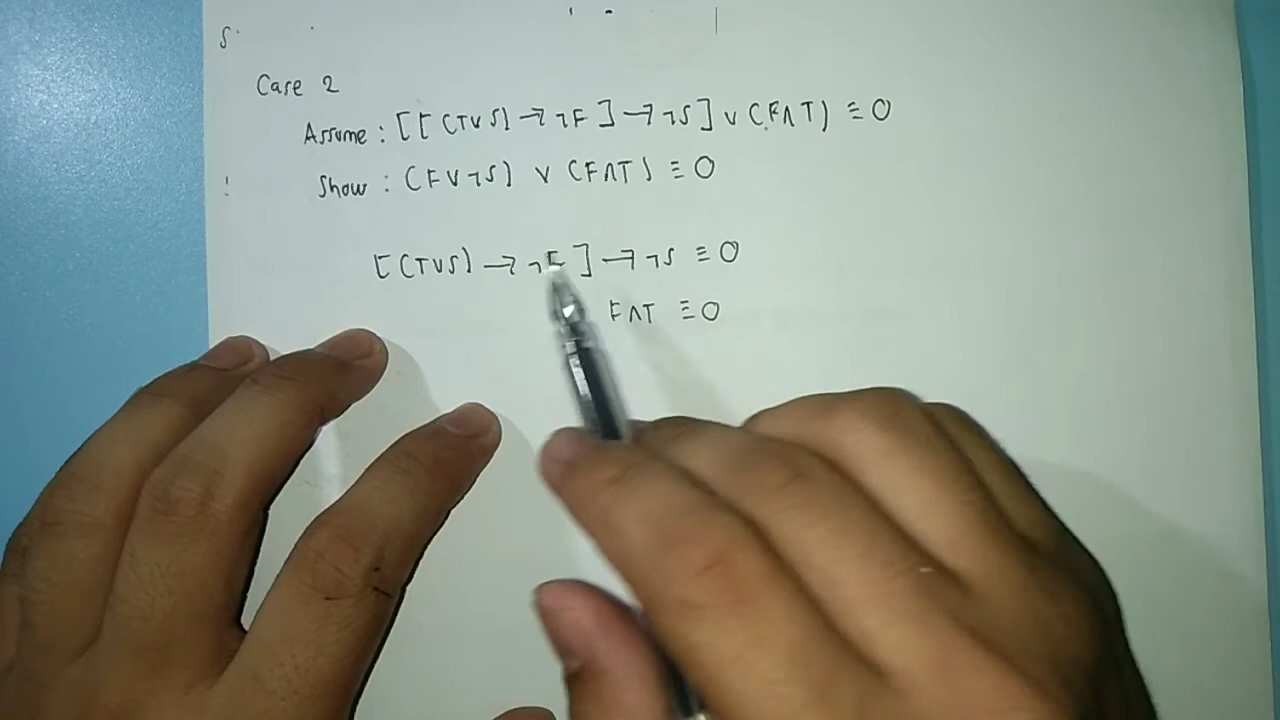 Case 2
Assume : [[(T∨S) → ¬F] → ¬S] ∨ (F∧T) ≡ 0
Show : (F∨¬S) ∨ (F∧T) ≡ 0
[(T∨S) → ¬F] → ¬S ≡ 0
F∧T ≡ 0